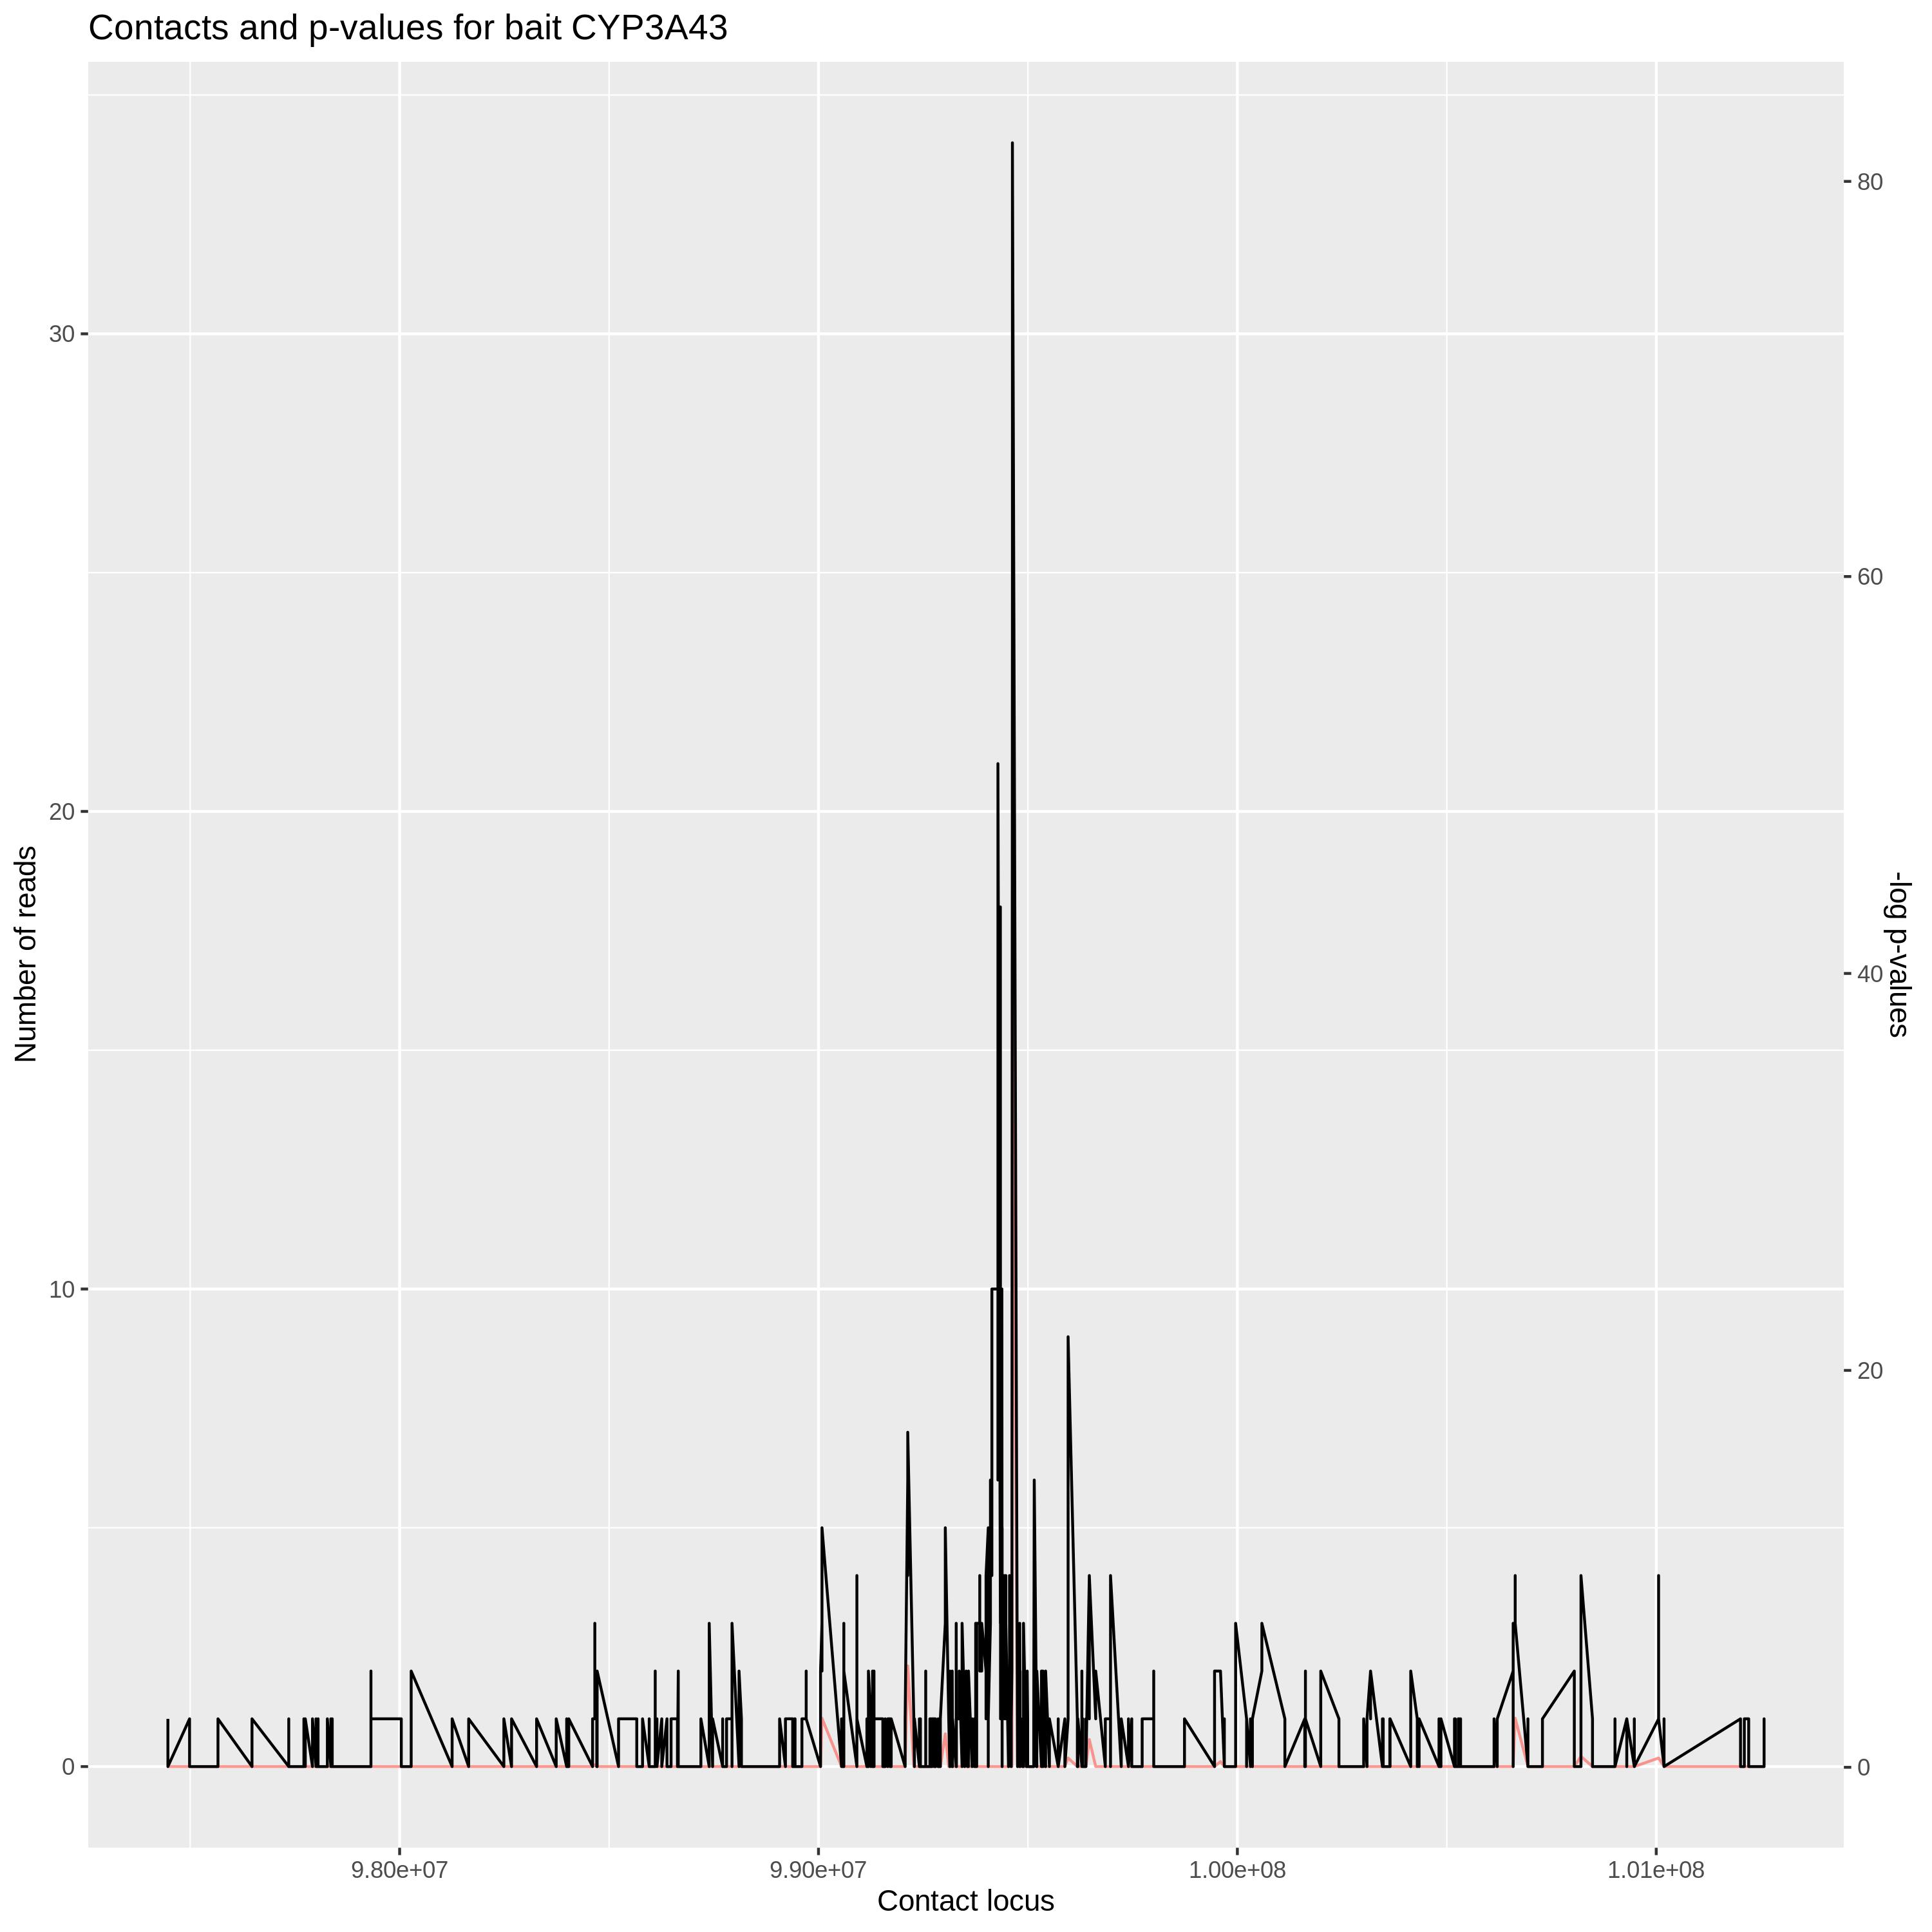 Contacts and p-values for bait CYP3A43
30
20
10
0
Number of reads
80
60
40
20
0
-log p-values
9.80e+07
9.90e+07
1.00e+08
1.01e+08
Contact locus